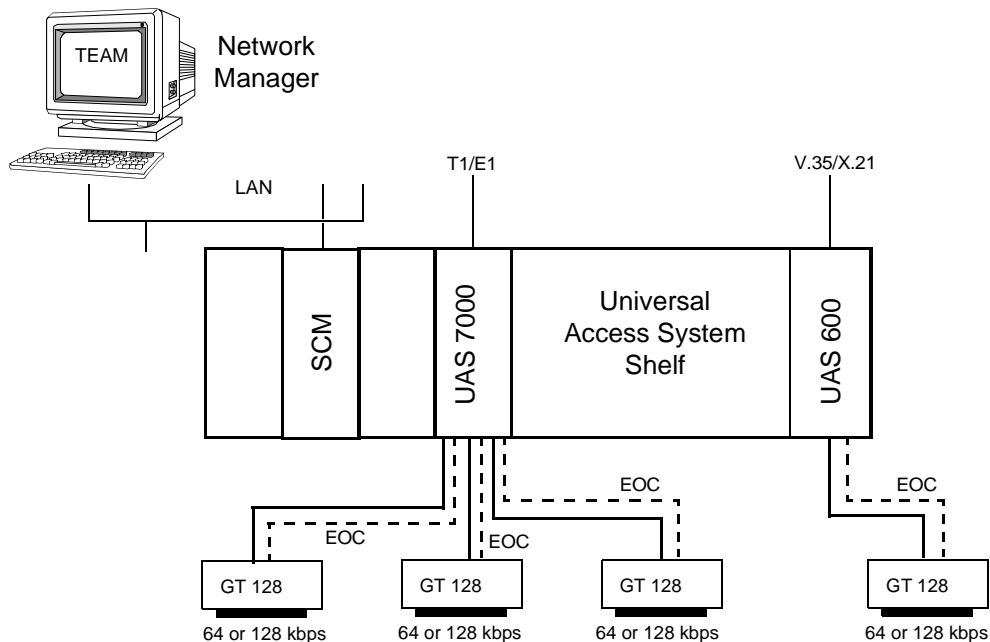 TEAM
Network
Manager
LAN
T1/E1
V.35/X.21
SCM
UAS 7000
Universal
Access System
Shelf
UAS 600
EOC
EOC
EOC
EOC
GT 128
GT 128
GT 128
GT 128
64 or 128 kbps
64 or 128 kbps
64 or 128 kbps
64 or 128 kbps